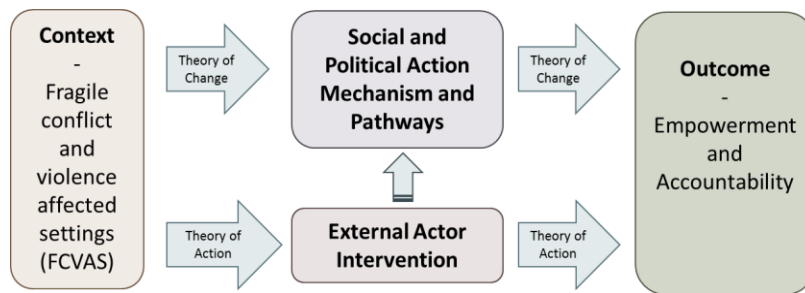 Context
-
Fragile
conflict
and
violence
affected
settings
(FCVAS)
Theory of
Change
Social and
Political Action
Mechanism and
Pathways
Theory of
Change
Outcome
-
Empowerment
and
Accountability
Theory of
Action
External Actor
Intervention
Theory of
Action